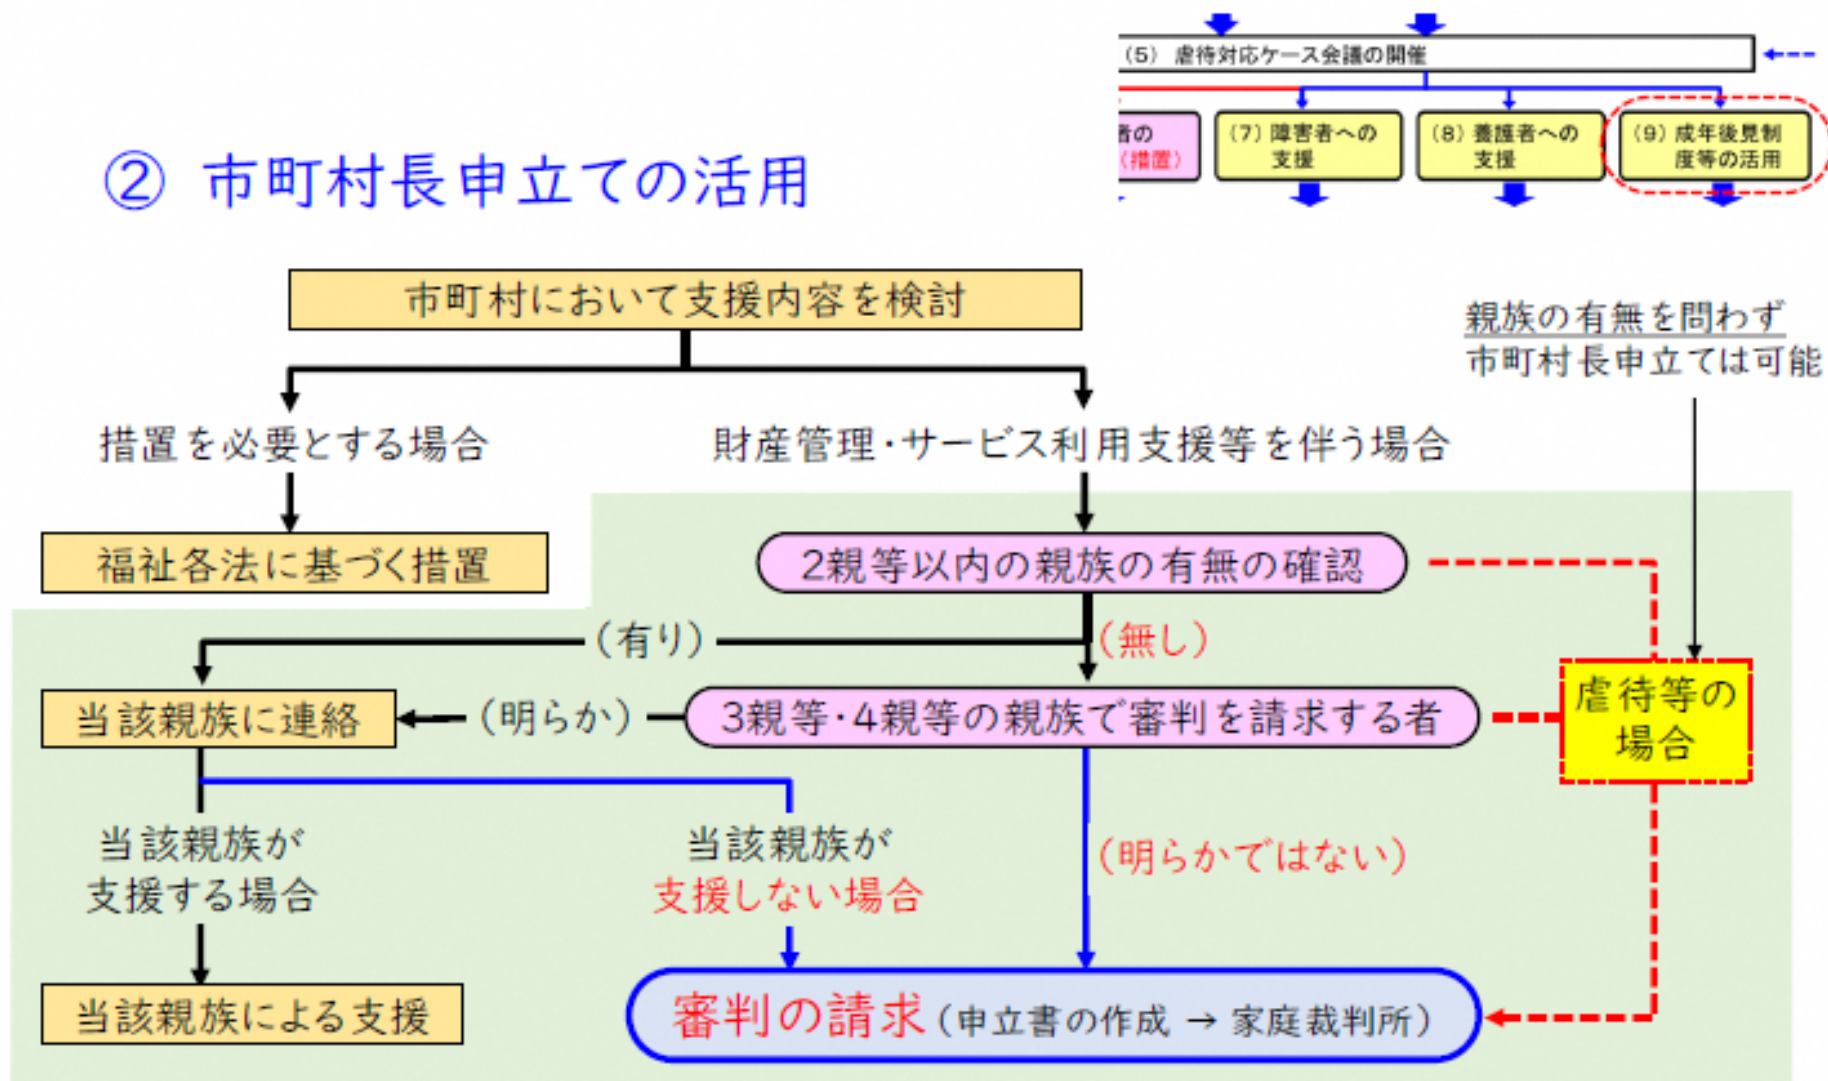 (5) 虐待対応ケース会議の開催
者の
(措置)
(7) 障害者への
支援
(8) 養護者への
支援
(9) 成年後見制
度等の活用
② 市町村長申立ての活用
市町村において支援内容を検討
親族の有無を問わず
市町村長申立ては可能
措置を必要とする場合
財産管理・サービス利用支援等を伴う場合
福祉各法に基づく措置
2親等以内の親族の有無の確認
(有り)
(無し)
当該親族に連絡
(明らか)
3親等・4親等の親族で審判を請求する者
虐待等の
場合
当該親族が
支援する場合
当該親族が
支援しない場合
(明らかではない)
当該親族による支援
審判の請求(申立書の作成 → 家庭裁判所)